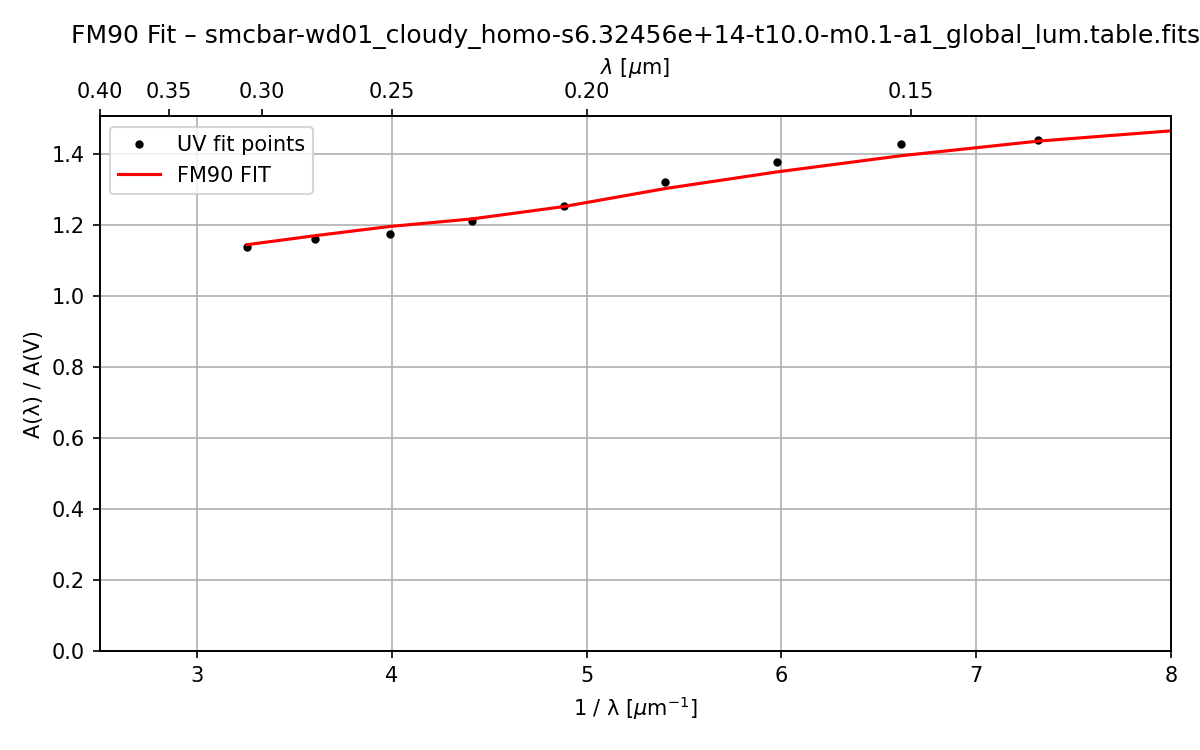 FM90 Fit – smcbar-wd01_cloudy_homo-s6.32456e+14-t10.0-m0.1-a1_global_lum.table.fits
λ [μm]
0.40 0.35 0.30 0.25 0.20 0.15
UV fit points
FM90 FIT
1.4
1.2
1.0
0.8
0.6
0.4
0.2
0.0
A(λ) / A(V)
3 4 5 6 7 8
1 / λ [μm⁻¹]